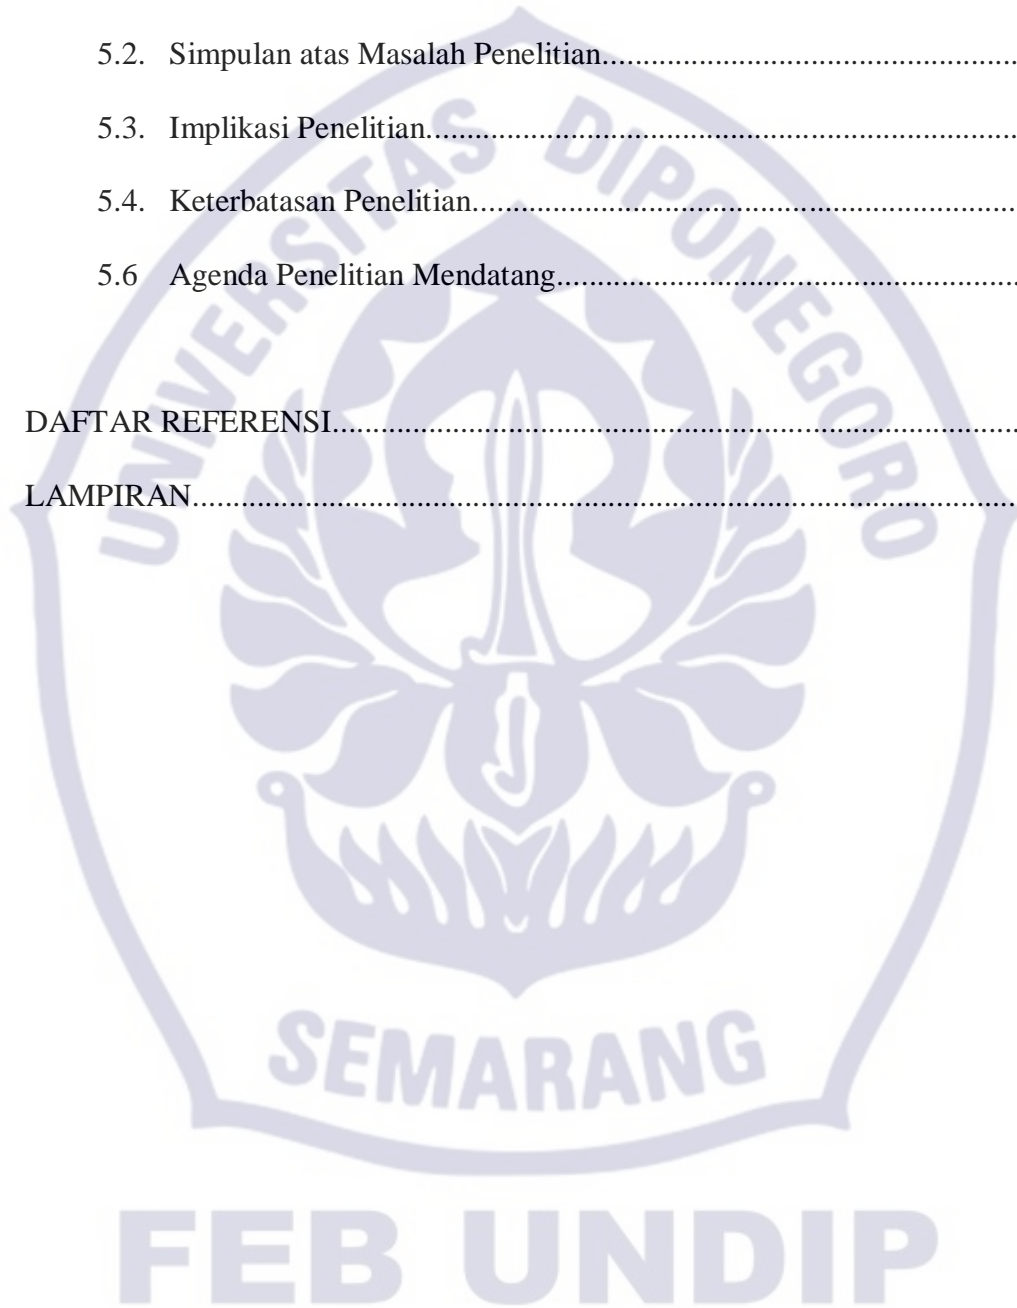 5.2. Simpulan atas Masalah Penelitian..............................................
5.3. Implikasi Penelitian..................................................................
5.4. Keterbatasan Penelitian.............................................................
5.6 Agenda Penelitian Mendatang...................................................
DAFTAR REFERENSI..............................................................................
LAMPIRAN................................................................................................
UNIVERSITAS DIPONEGORO
SEMARANG
FEB UNDIP